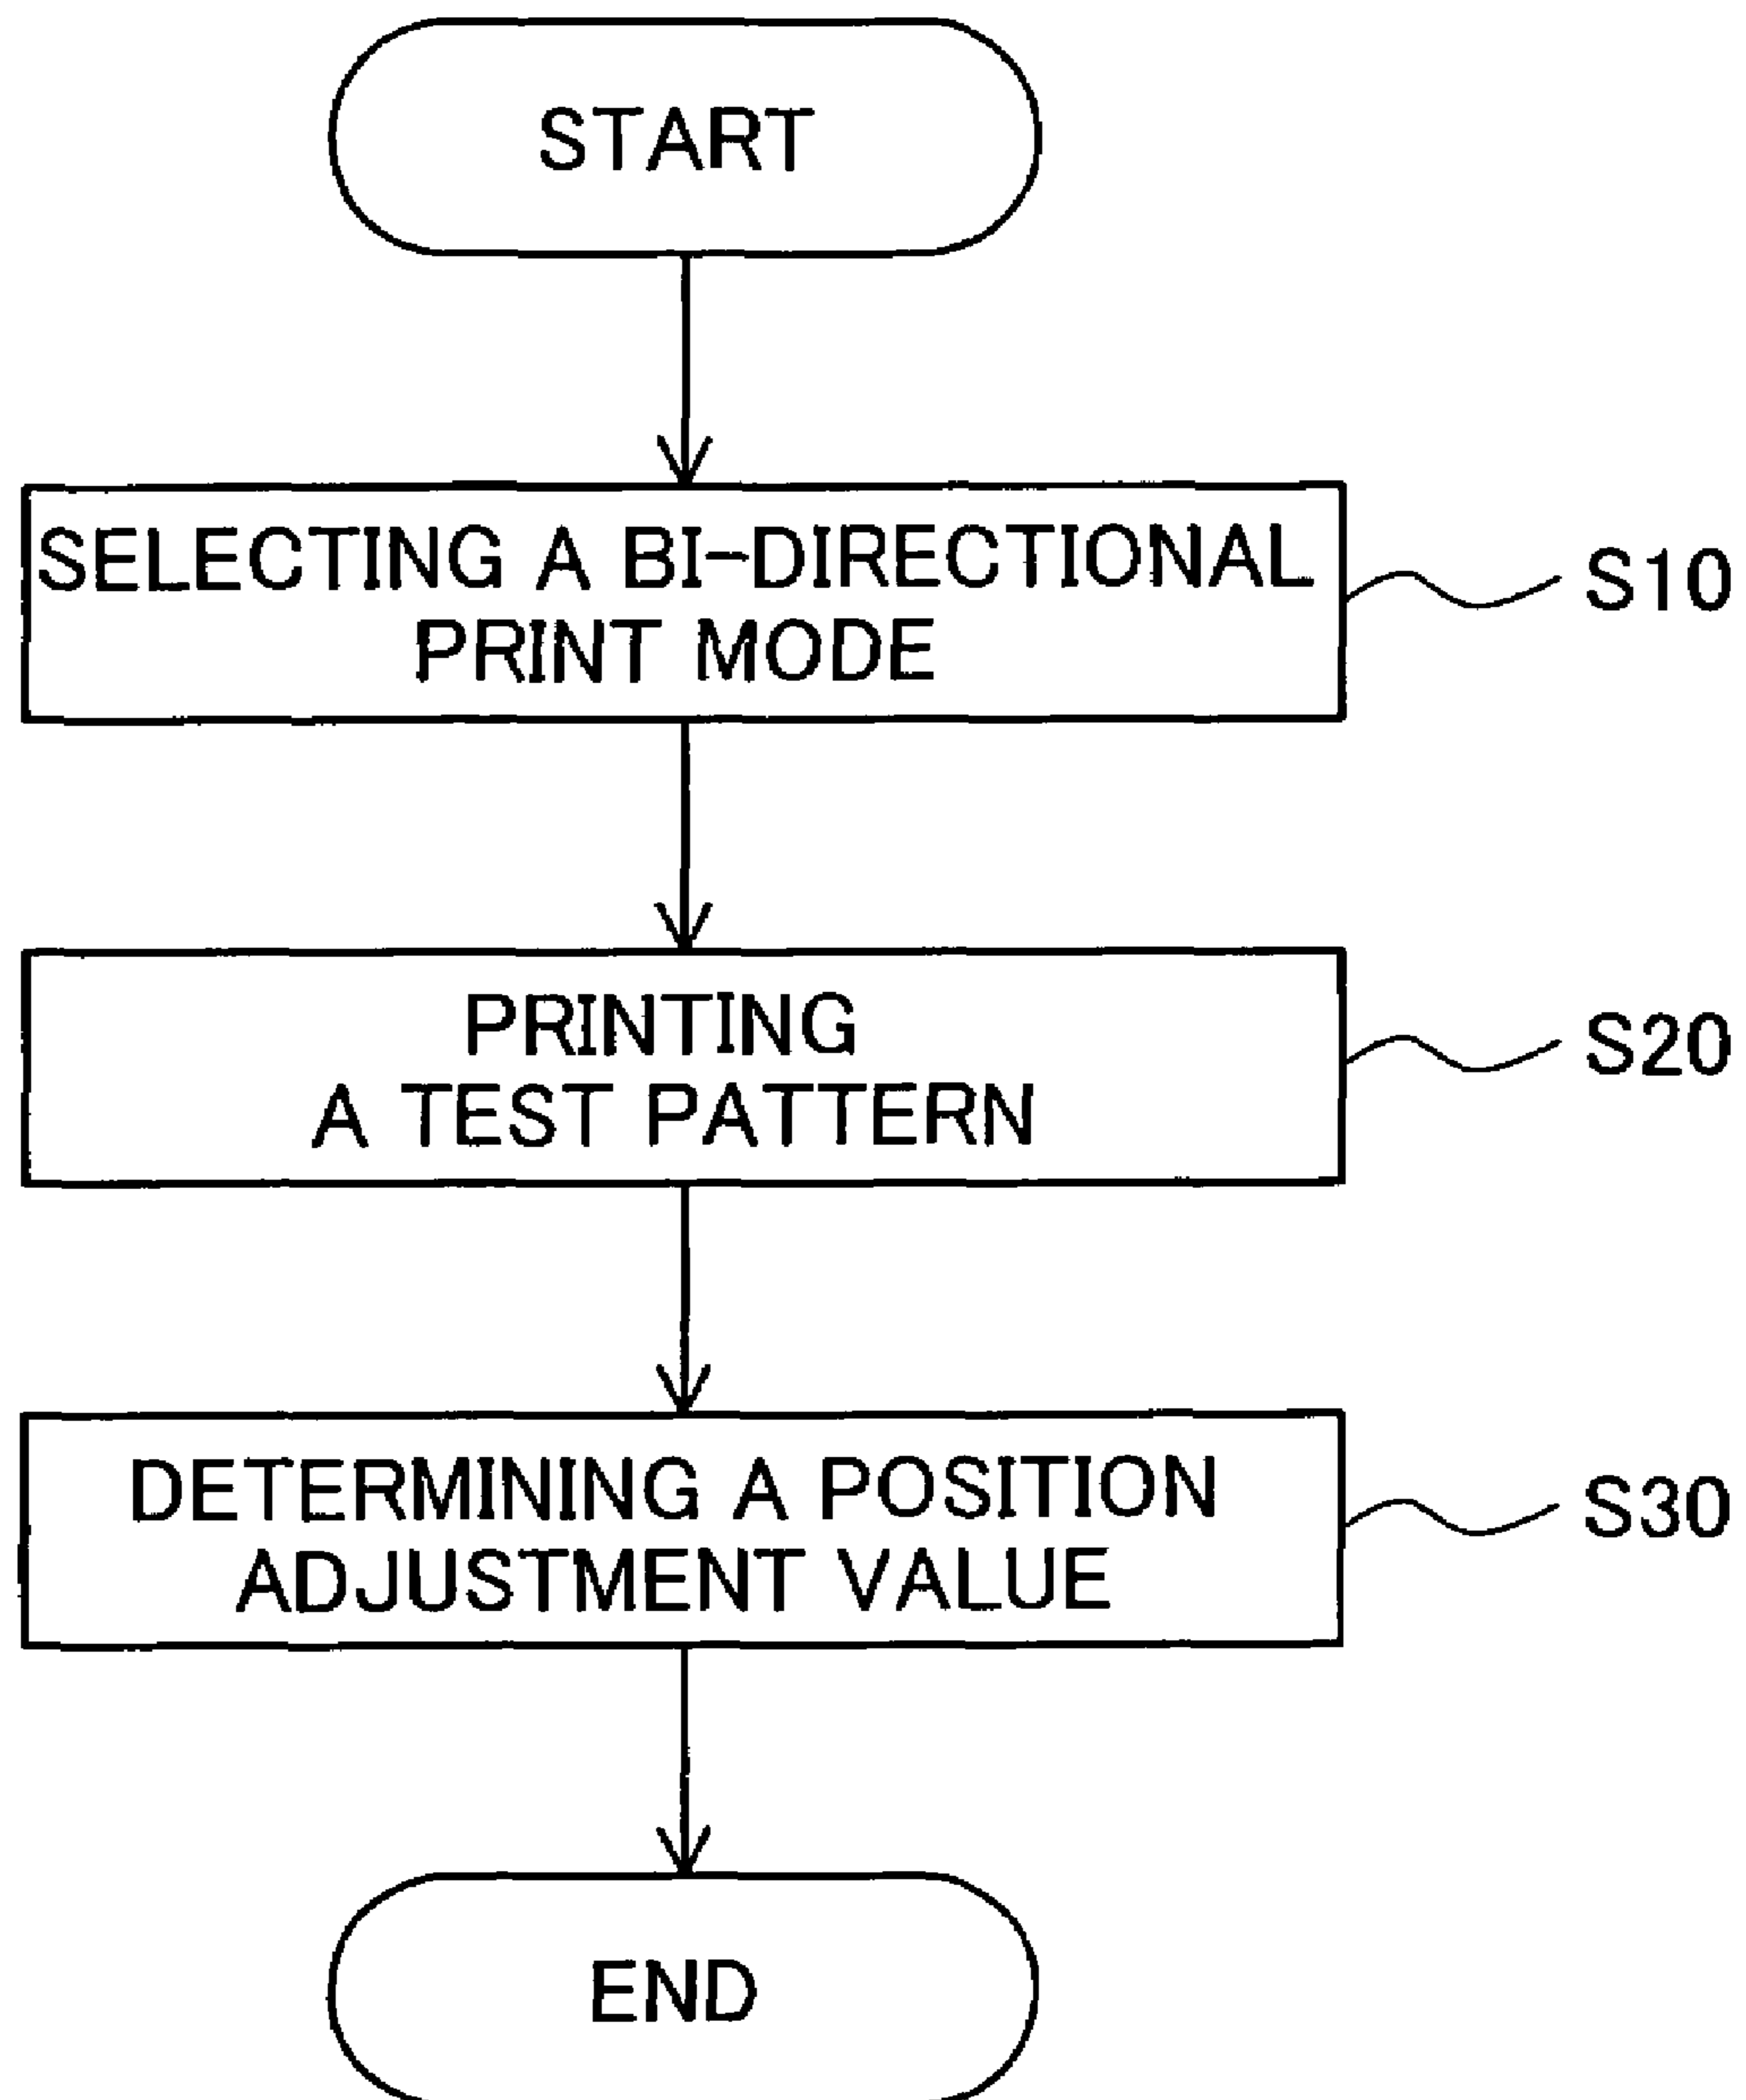 START
SELECTING A BI-DIRECTIONAL
PRINT MODE
S10
PRINTING
A TEST PATTERN
S20
DETERMINING A POSITION
ADJUSTMENT VALUE
S30
END